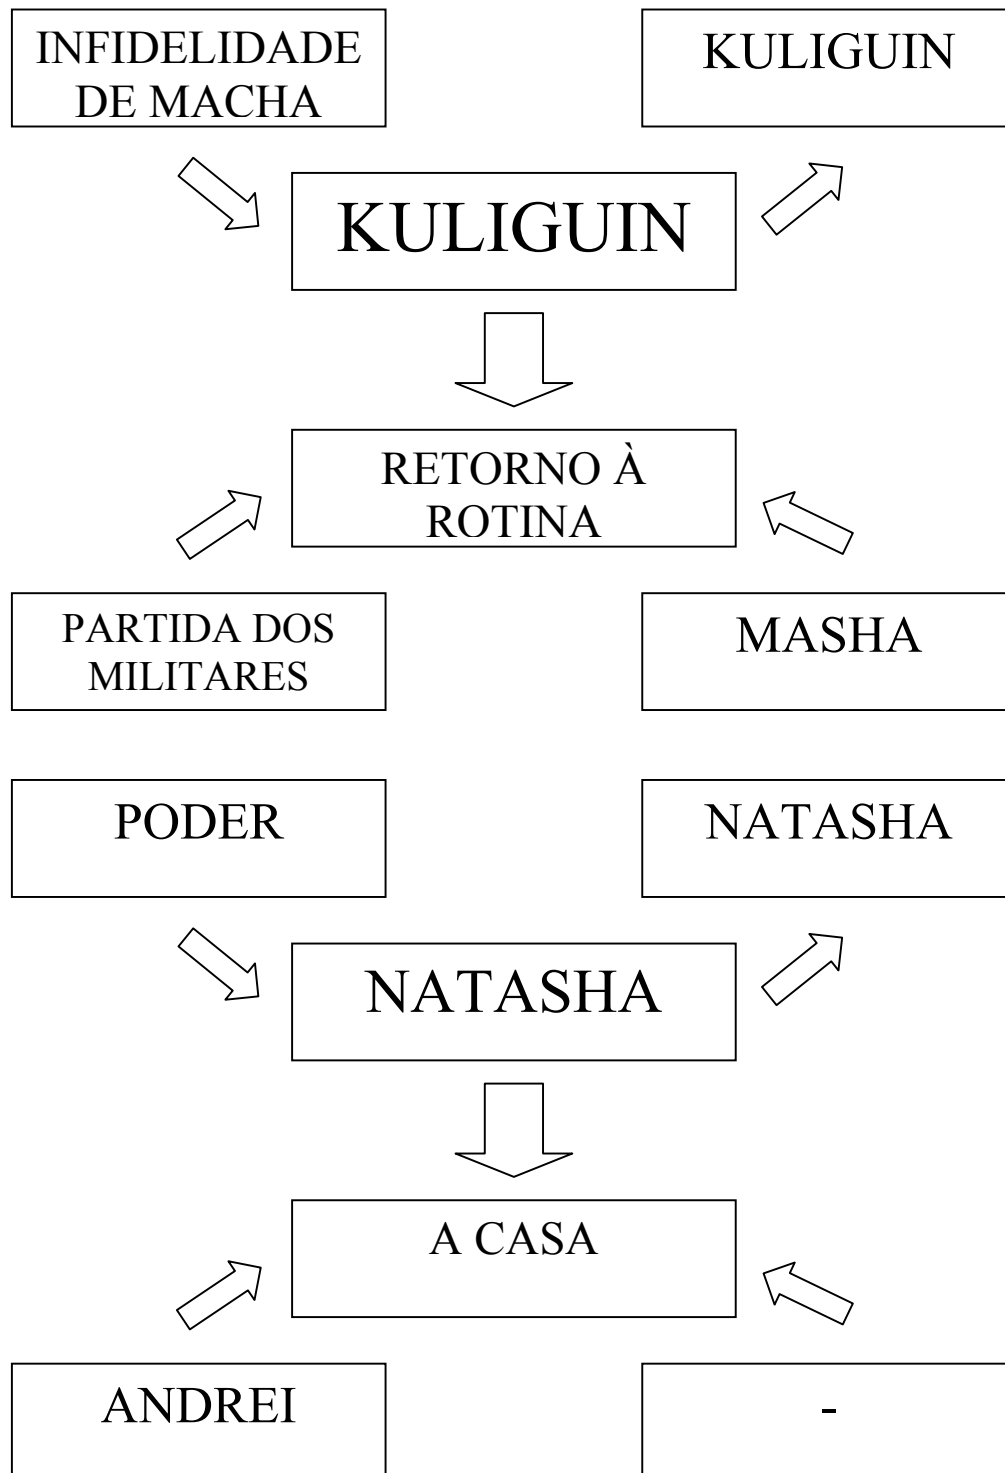 INFIDELIDADE
DE MACHA
KULIGUIN
KULIGUIN
RETORNO À
ROTINA
PARTIDA DOS
MILITARES
MASHA
PODER
NATASHA
NATASHA
A CASA
ANDREI
-